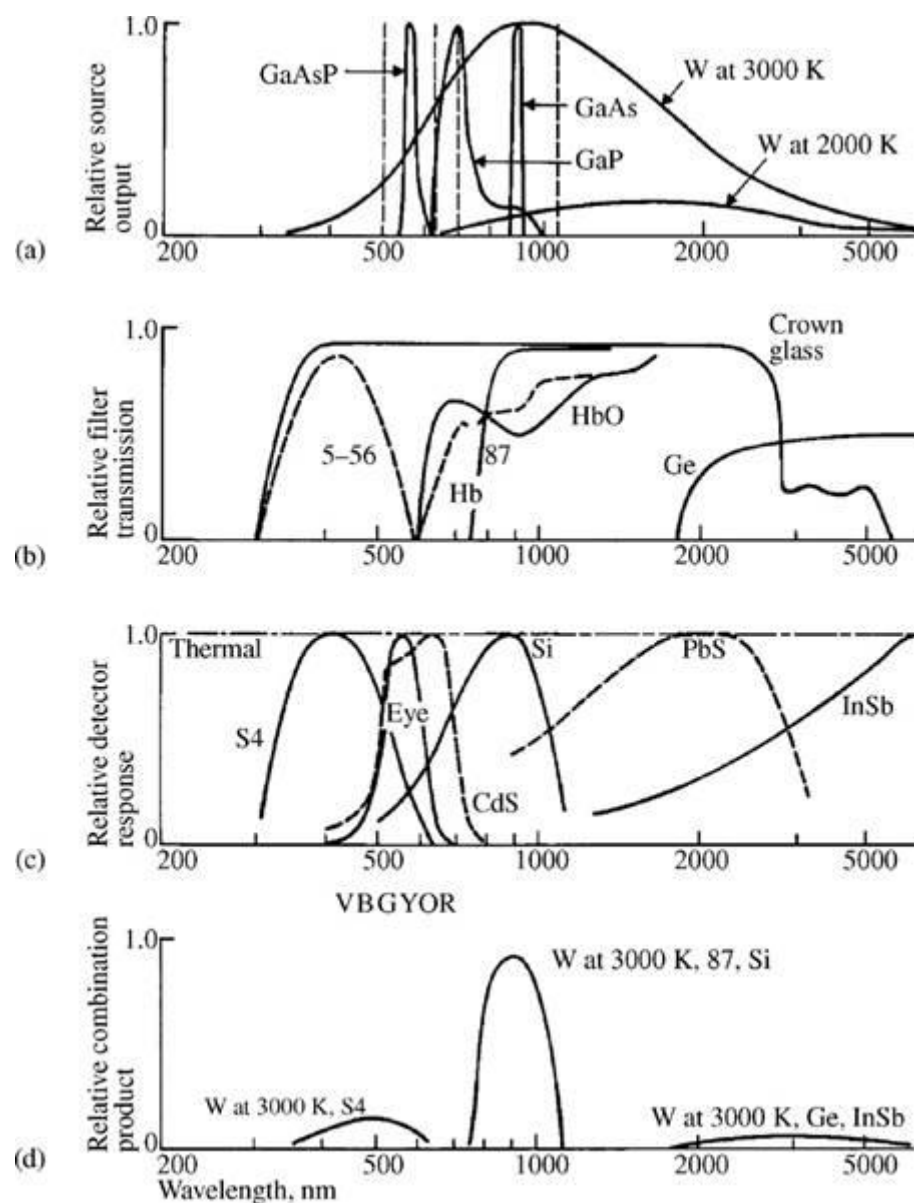 1.0
GaAsP
W at 3000 K
GaAs
W at 2000 K
GaP
Relative source
output
0
(a)
200
500
1000
2000
5000
1.0
Crown
glass
HbO
5–56
87
Ge
Hb
Relative filter
transmission
0
(b)
200
500
1000
2000
5000
1.0
Thermal
Si
PbS
Eye
InSb
S4
CdS
Relative detector
response
0
(c)
200
500
1000
2000
5000
VBGYOR
1.0
W at 3000 K, 87, Si
W at 3000 K, S4
W at 3000 K, Ge, InSb
Relative combination
product
0
(d)
200
500
1000
2000
5000
Wavelength, nm